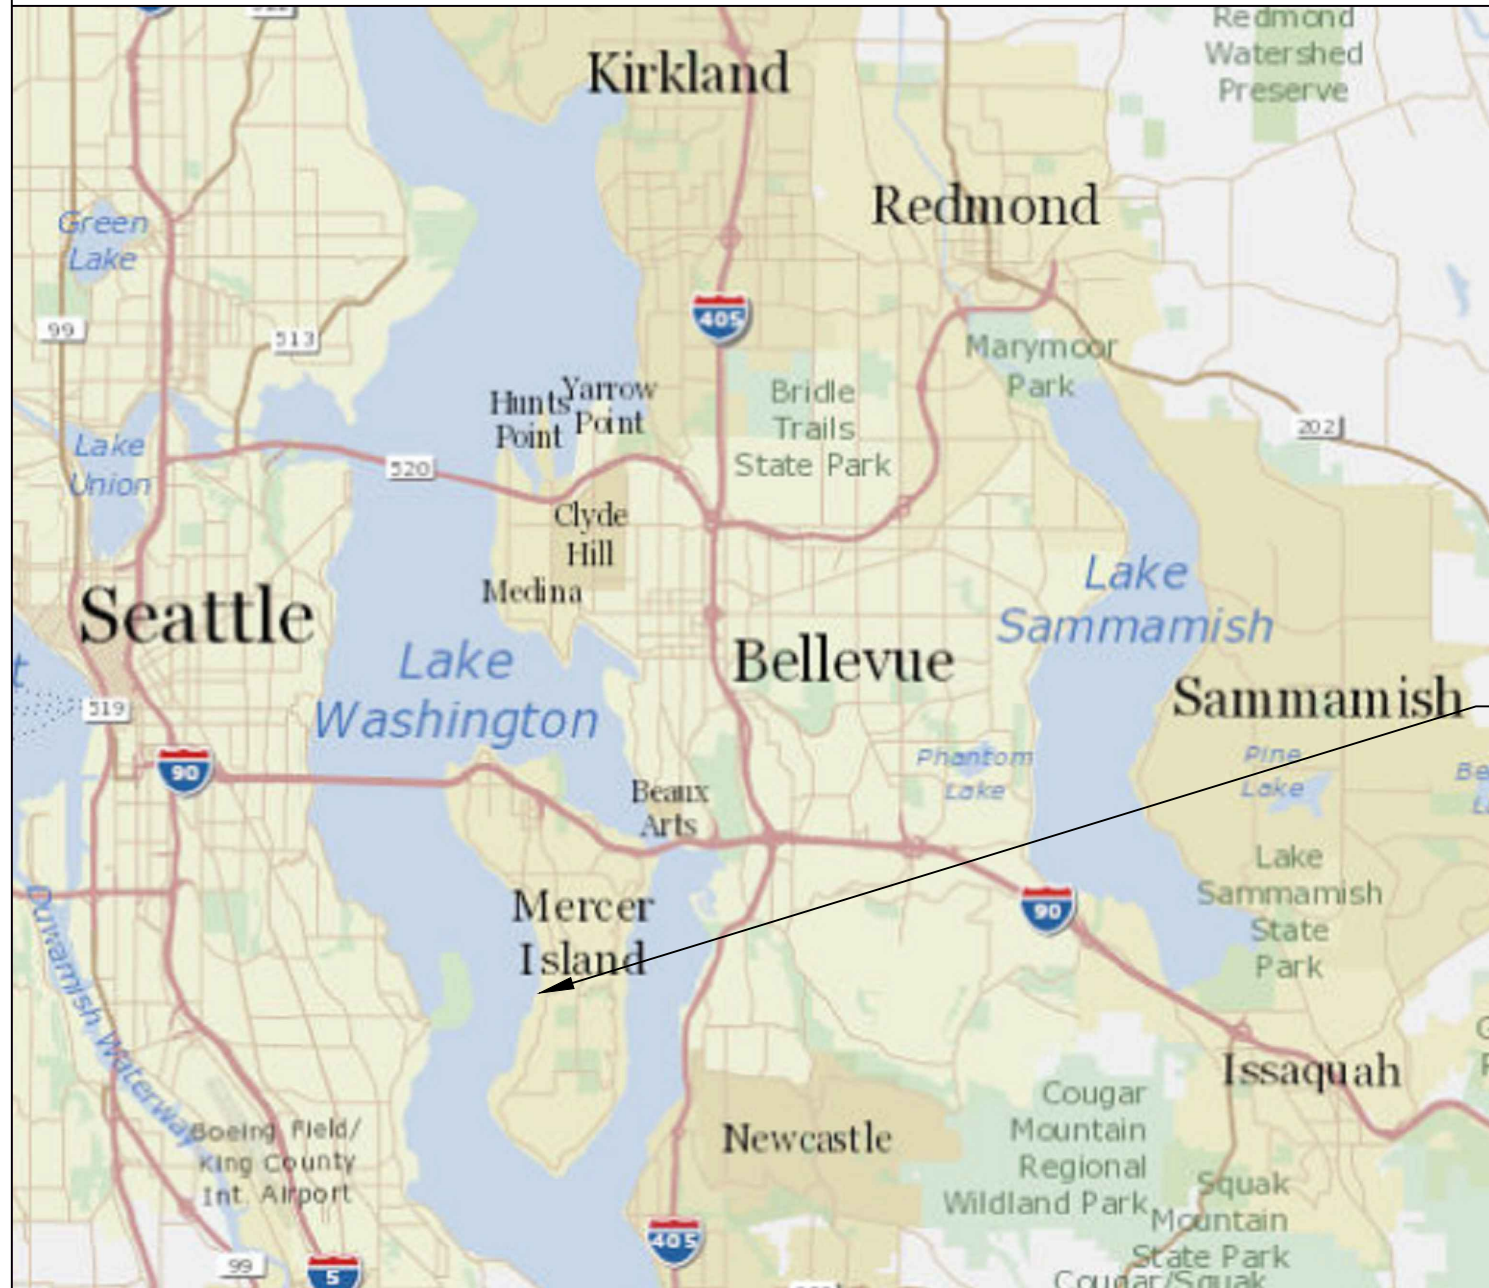 Redmond
Watershed
Preserve
Kirkland
Redmond
Green
Lake
405
99
513
Marymoor
Park
Yarrow
Point
Hunts
Point
Bridle
Trails
State Park
202
Lake
Union
520
Clyde
Hill
Medina
Lake
Sammamish
Seattle
Lake
Washington
Bellevue
Sammamish
519
90
Phantom
Lake
Pine
Lake
Beaux
Arts
Lake
Sammamish
State
Park
Mercer
Island
90
Duwamish Waterway
Issaquah
Cougar
Mountain
Regional
Wildland Park
Newcastle
Boeing Field/
King County
Int. Airport
Squak
Mountain
State Park
405
99
5
Cougar/Squak